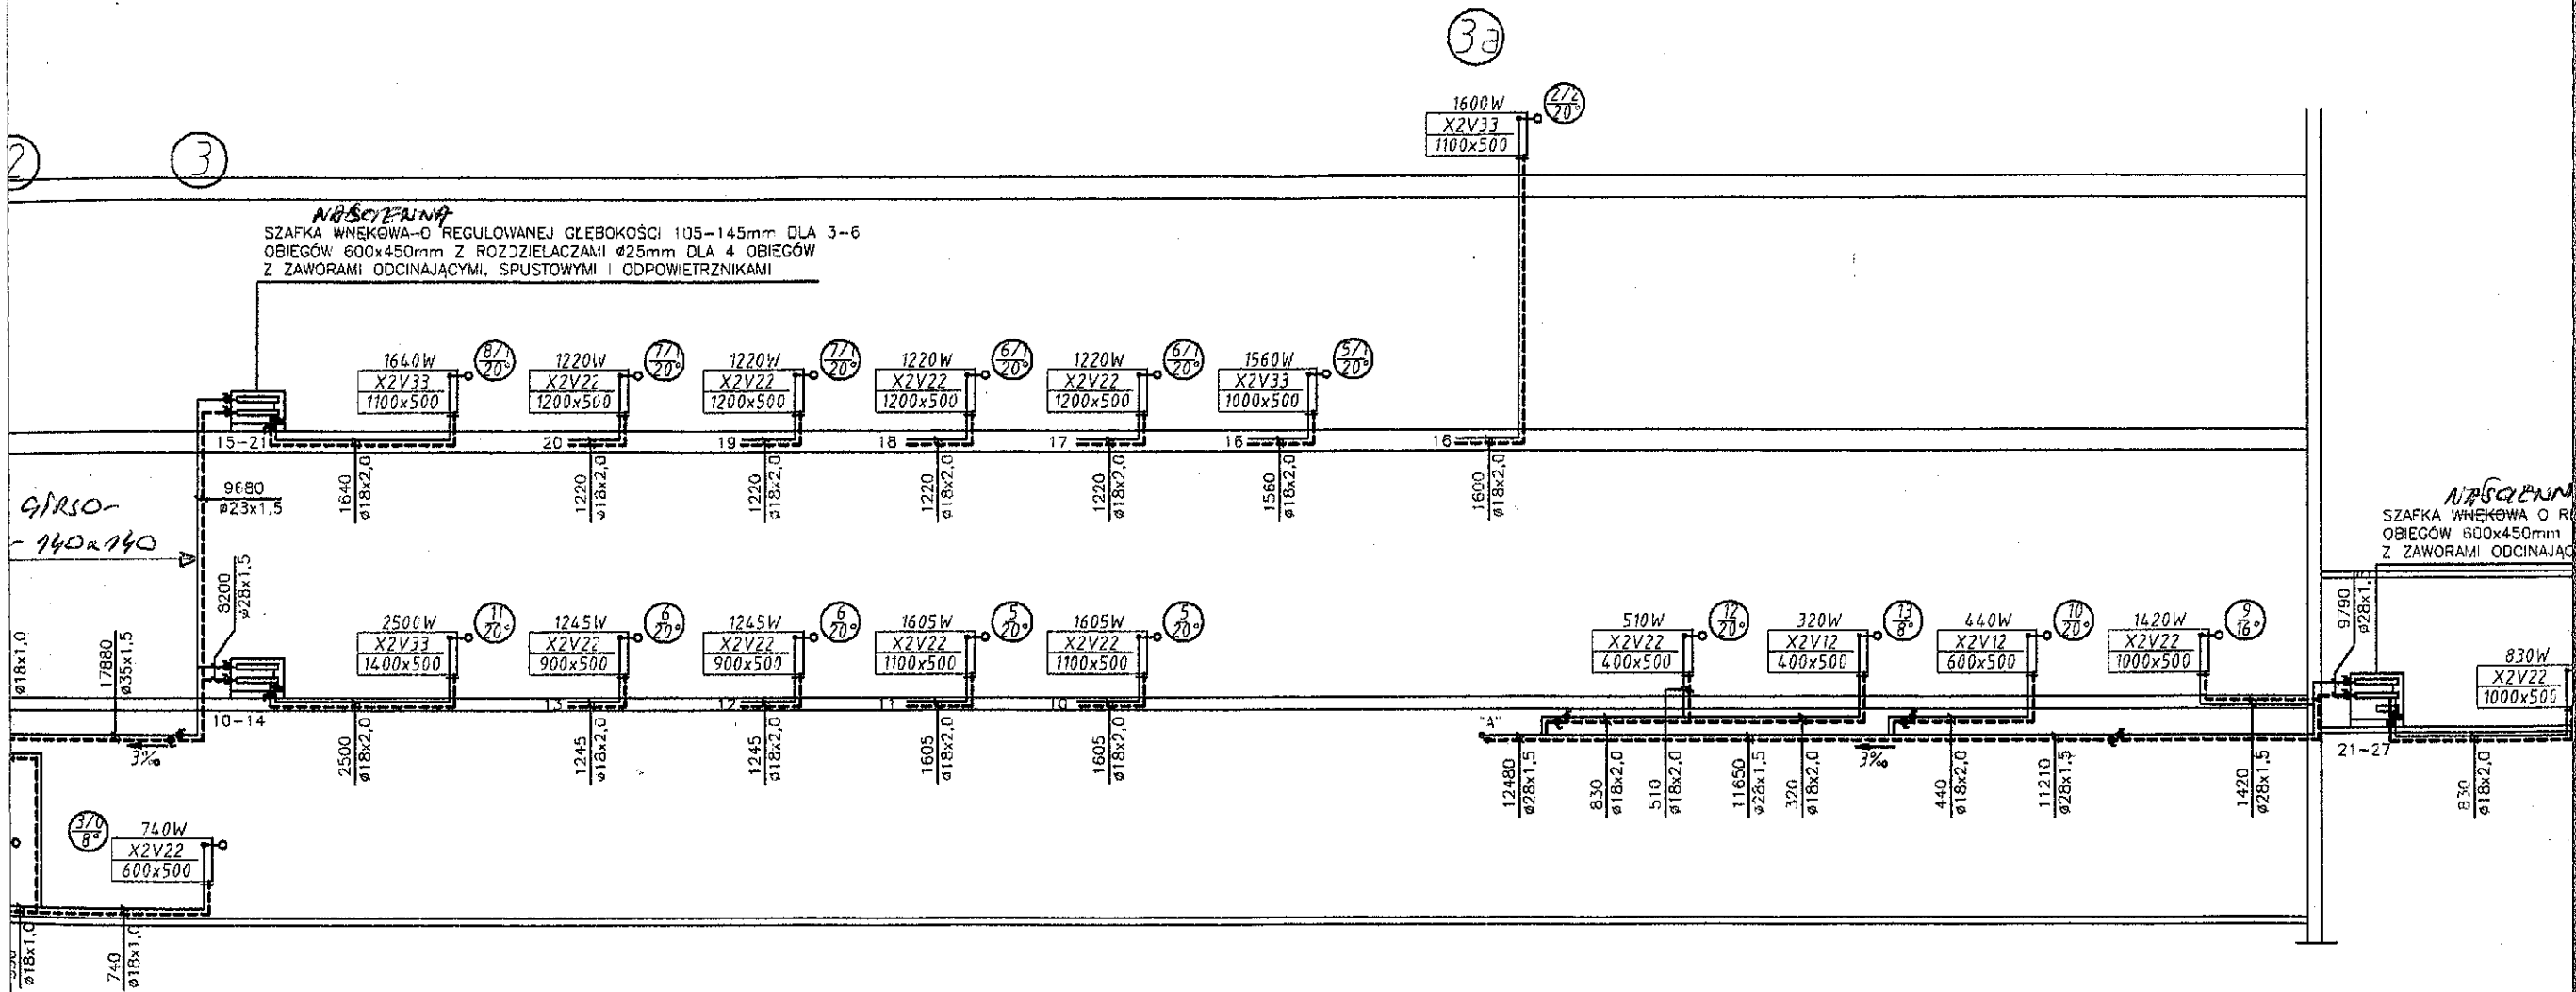 3a
1600W
X2V33
1100x500
2/2
20°
2
3
NAŚCIENNA
SZAFKA WNĘKOWA-O REGULOWANEJ GŁĘBOKOŚCI 105-145mm DLA 3-6
OBIEGÓW 600x450mm Z ROZDZIELACZAMI ø25mm DLA 4 OBIEGÓW
Z ZAWORAMI ODCINAJĄCYMI, SPUSTOWYMI I ODPOWIETRZNIKAMI
1640W
X2V33
1100x500
8/1
20°
1220W
X2V22
1200x500
7/1
20°
1220W
X2V22
1200x500
7/1
20°
1220W
X2V22
1200x500
6/1
20°
1220W
X2V22
1200x500
6/1
20°
1560W
X2V33
1000x500
5/1
20°
15-21
20
19
18
17
16
16
1640
ø18x2,0
1220
ø18x2,0
1220
ø18x2,0
1220
ø18x2,0
1220
ø18x2,0
1560
ø18x2,0
1600
ø18x2,0
9680
ø23x1,5
- 140x140
8200
ø28x1,5
NAŚCIENN
SZAFKA WNĘKOWA O R
OBIEGÓW 600x450mm
Z ZAWORAMI ODCINAJĄC
2500W
X2V33
1400x500
11
20°
1245W
X2V22
900x500
6
20°
1245W
X2V22
900x500
6
20°
1605W
X2V22
1100x500
5
20°
1605W
X2V22
1100x500
5
20°
510W
X2V22
400x500
12
20°
320W
X2V12
400x500
13
8°
440W
X2V12
600x500
10
20°
1420W
X2V22
1000x500
9
16°
9790
ø28x1,
830W
X2V22
1000x500
ø18x1,0
17880
ø35x1,5
3‰
10-14
13
12
11
10
2500
ø18x2,0
1245
ø18x2,0
1245
ø18x2,0
1605
ø18x2,0
1605
ø18x2,0
"A"
12480
ø28x1,5
830
ø18x2,0
510
ø18x2,0
11650
ø28x1,5
320
ø18x2,0
3‰
440
ø18x2,0
11210
ø28x1,5
1420
ø28x1,5
21-27
830
ø18x2,0
3/0
8°
740W
X2V22
600x500
ø18x1,0
740
ø18x1,0